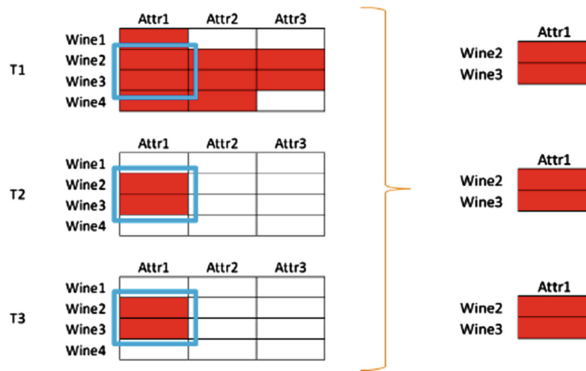 Attr1 Attr2 Attr3
Wine1
T1
Wine2
Wine3
Wine4
Attr1
Wine2
Wine3
Attr1 Attr2 Attr3
Wine1
T2
Wine2
Wine3
Wine4
Attr1
Wine2
Wine3
Attr1 Attr2 Attr3
Wine1
T3
Wine2
Wine3
Wine4
Attr1
Wine2
Wine3